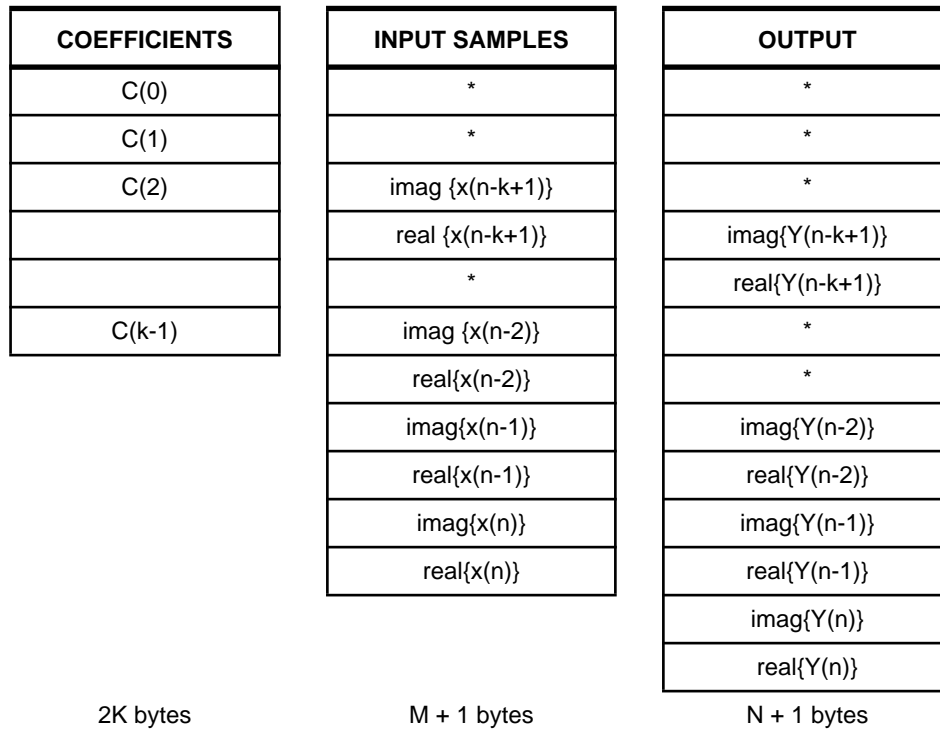 COEFFICIENTS INPUT SAMPLES OUTPUT
C(0) * *
C(1) * *
C(2) imag {x(n-k+1)} *
real {x(n-k+1)} imag{Y(n-k+1)}
* real{Y(n-k+1)}
C(k-1) imag {x(n-2)} *
real{x(n-2)} *
imag{x(n-1)} imag{Y(n-2)}
real{x(n-1)} real{Y(n-2)}
imag{x(n)} imag{Y(n-1)}
real{x(n)} real{Y(n-1)}
imag{Y(n)}
real{Y(n)}
2K bytes M + 1 bytes N + 1 bytes